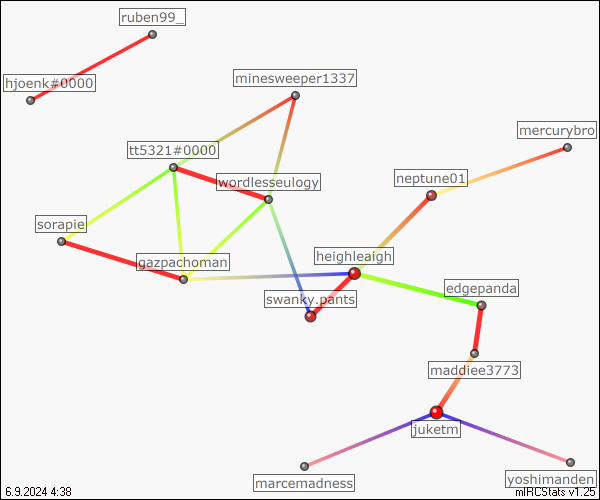 ruben99_
hjoenk#0000
minesweeper1337
mercurybro
tt5321#0000
wordlesseulogy
neptune01
sorapie
gazpachoman
heighleaigh
swanky.pants
edgepanda
maddiee3773
juketm
marcemadness
yoshimanden
6.9.2024 4:38
mIRCStats v1.25